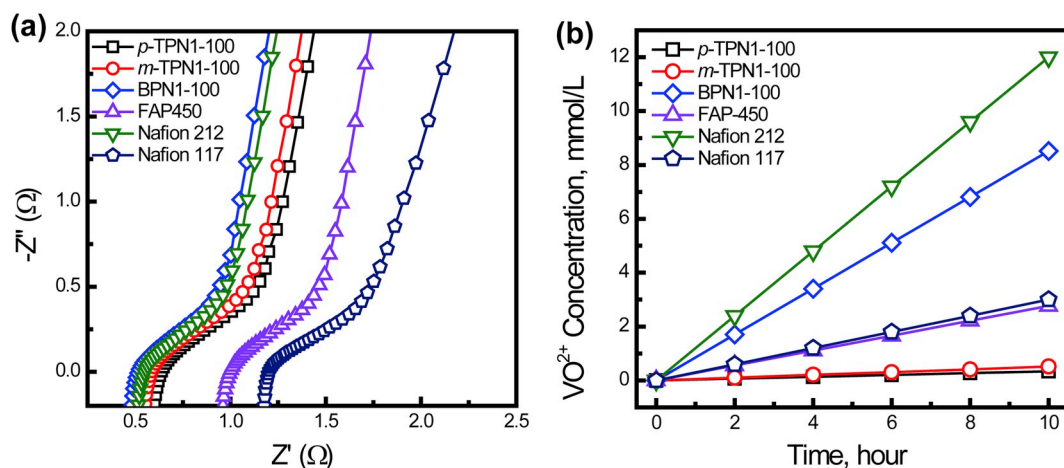 (a)
2.0
1.5
1.0
0.5
0.0
-Z" (Ω)
p-TPN1-100
m-TPN1-100
BPN1-100
FAP450
Nafion 212
Nafion 117
0.5 1.0 1.5 2.0 2.5
Z' (Ω)
(b)
12
10
8
6
4
2
0
VO²⁺ Concentration, mmol/L
p-TPN1-100
m-TPN1-100
BPN1-100
FAP-450
Nafion 212
Nafion 117
0 2 4 6 8 10
Time, hour